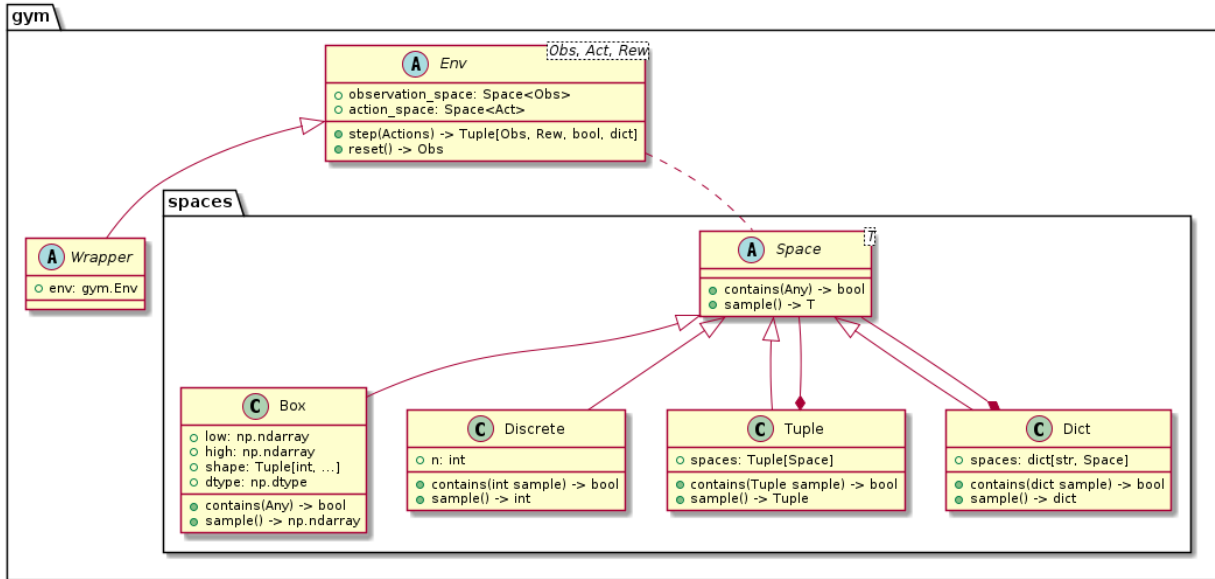 gym
Obs, Act, Rew
A Env
observation_space: Space<Obs>
action_space: Space<Act>
step(Actions) -> Tuple[Obs, Rew, bool, dict]
reset() -> Obs
spaces
A Wrapper
env: gym.Env
T
A Space
contains(Any) -> bool
sample() -> T
C Box
low: np.ndarray
high: np.ndarray
shape: Tuple[int, ...]
dtype: np.dtype
contains(Any) -> bool
sample() -> np.ndarray
C Discrete
n: int
contains(int sample) -> bool
sample() -> int
C Tuple
spaces: Tuple[Space]
contains(Tuple sample) -> bool
sample() -> Tuple
C Dict
spaces: dict[str, Space]
contains(dict sample) -> bool
sample() -> dict